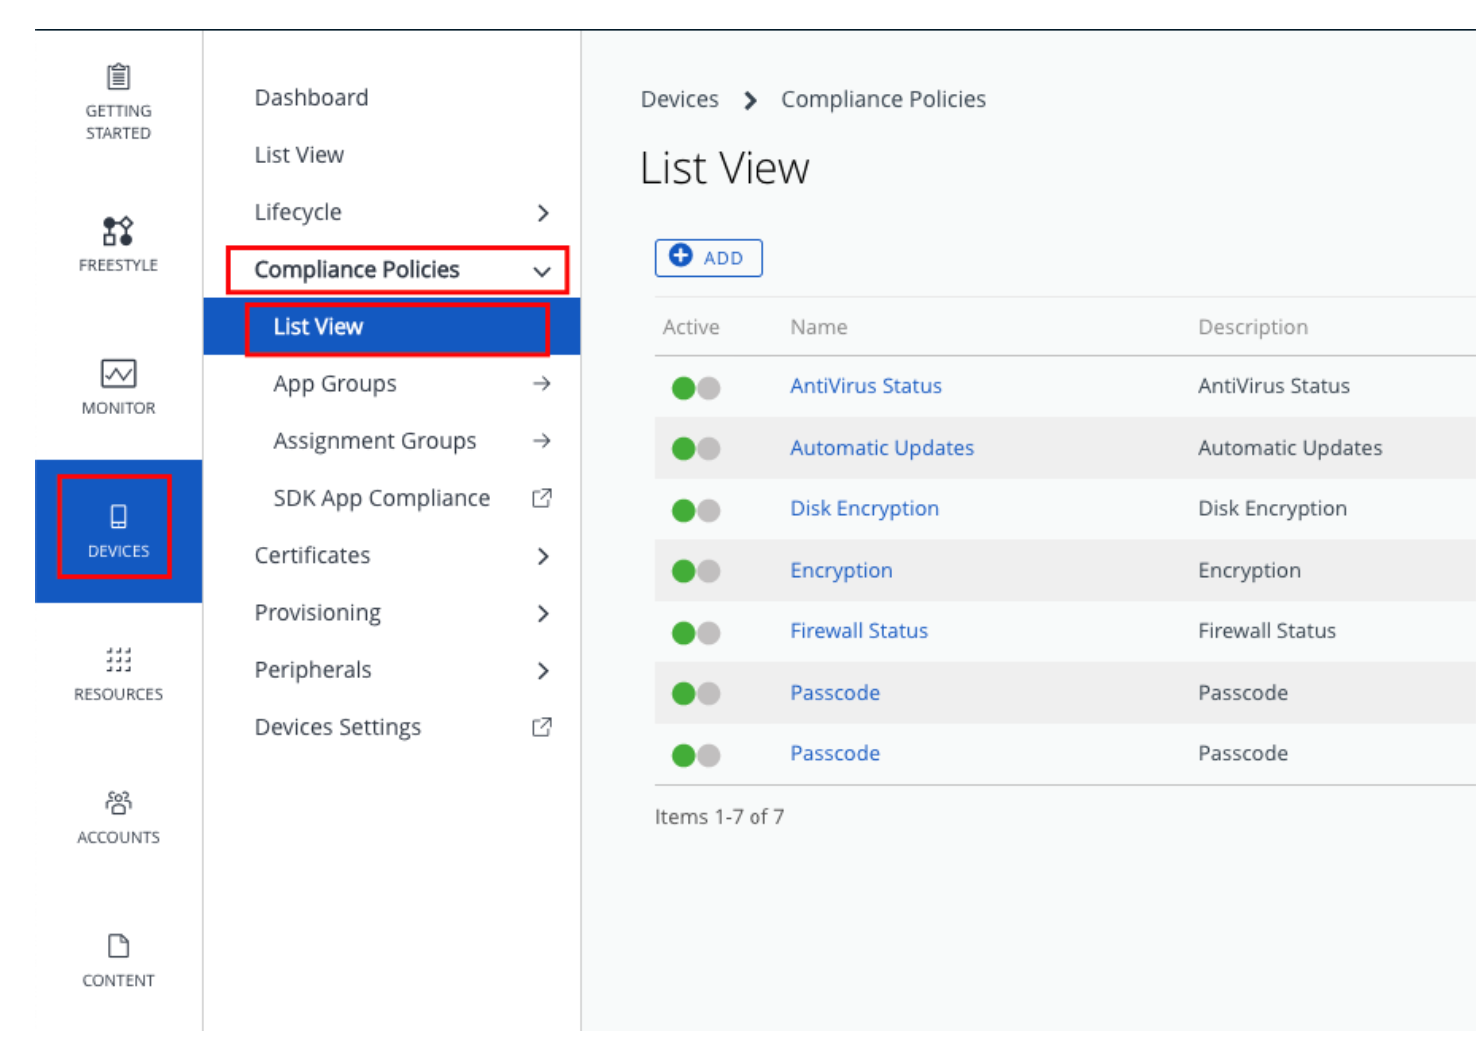 GETTING
STARTED
FREESTYLE
MONITOR
DEVICES
RESOURCES
ACCOUNTS
CONTENT
Dashboard
List View
Lifecycle
Compliance Policies
List View
App Groups
Assignment Groups
SDK App Compliance
Certificates
Provisioning
Peripherals
Devices Settings
Devices Compliance Policies
List View
ADD
Active Name Description
AntiVirus Status AntiVirus Status
Automatic Updates Automatic Updates
Disk Encryption Disk Encryption
Encryption Encryption
Firewall Status Firewall Status
Passcode Passcode
Passcode Passcode
Items 1-7 of 7